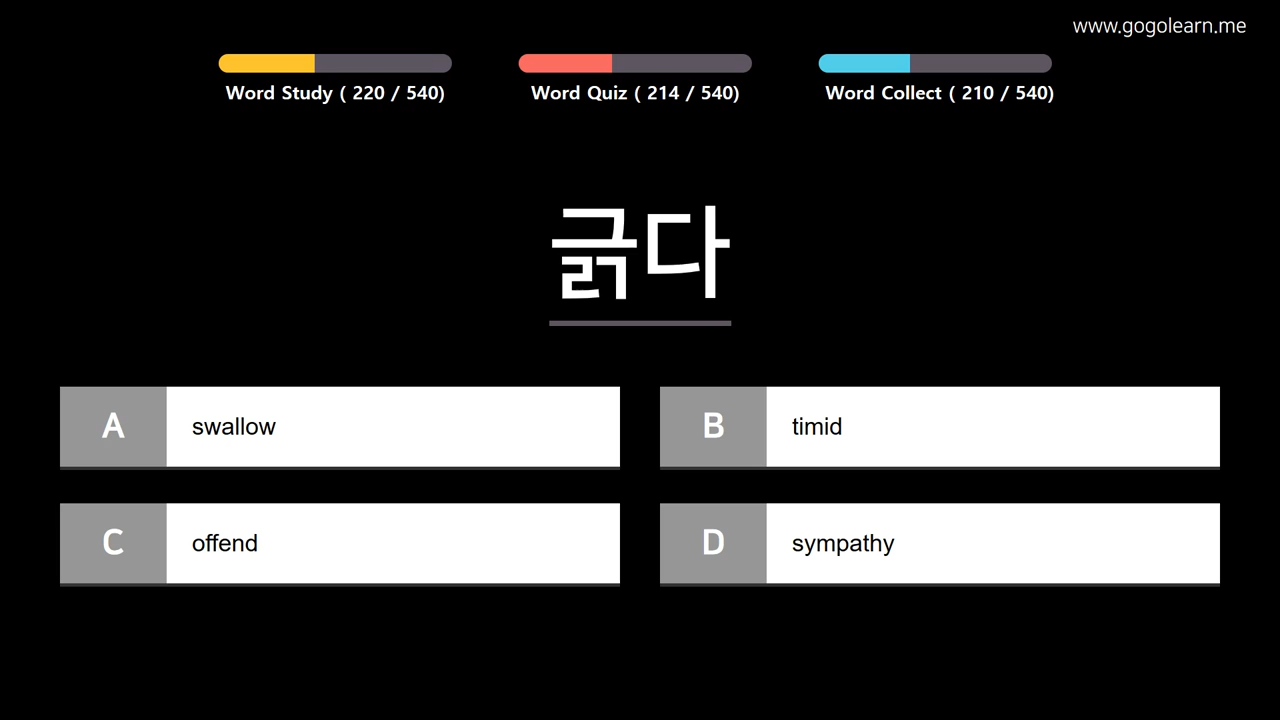 www.gogolearn.me
Word Study ( 220 / 540)
Word Quiz ( 214 / 540)
Word Collect ( 210 / 540)
굵다
A swallow
B timid
C offend
D sympathy